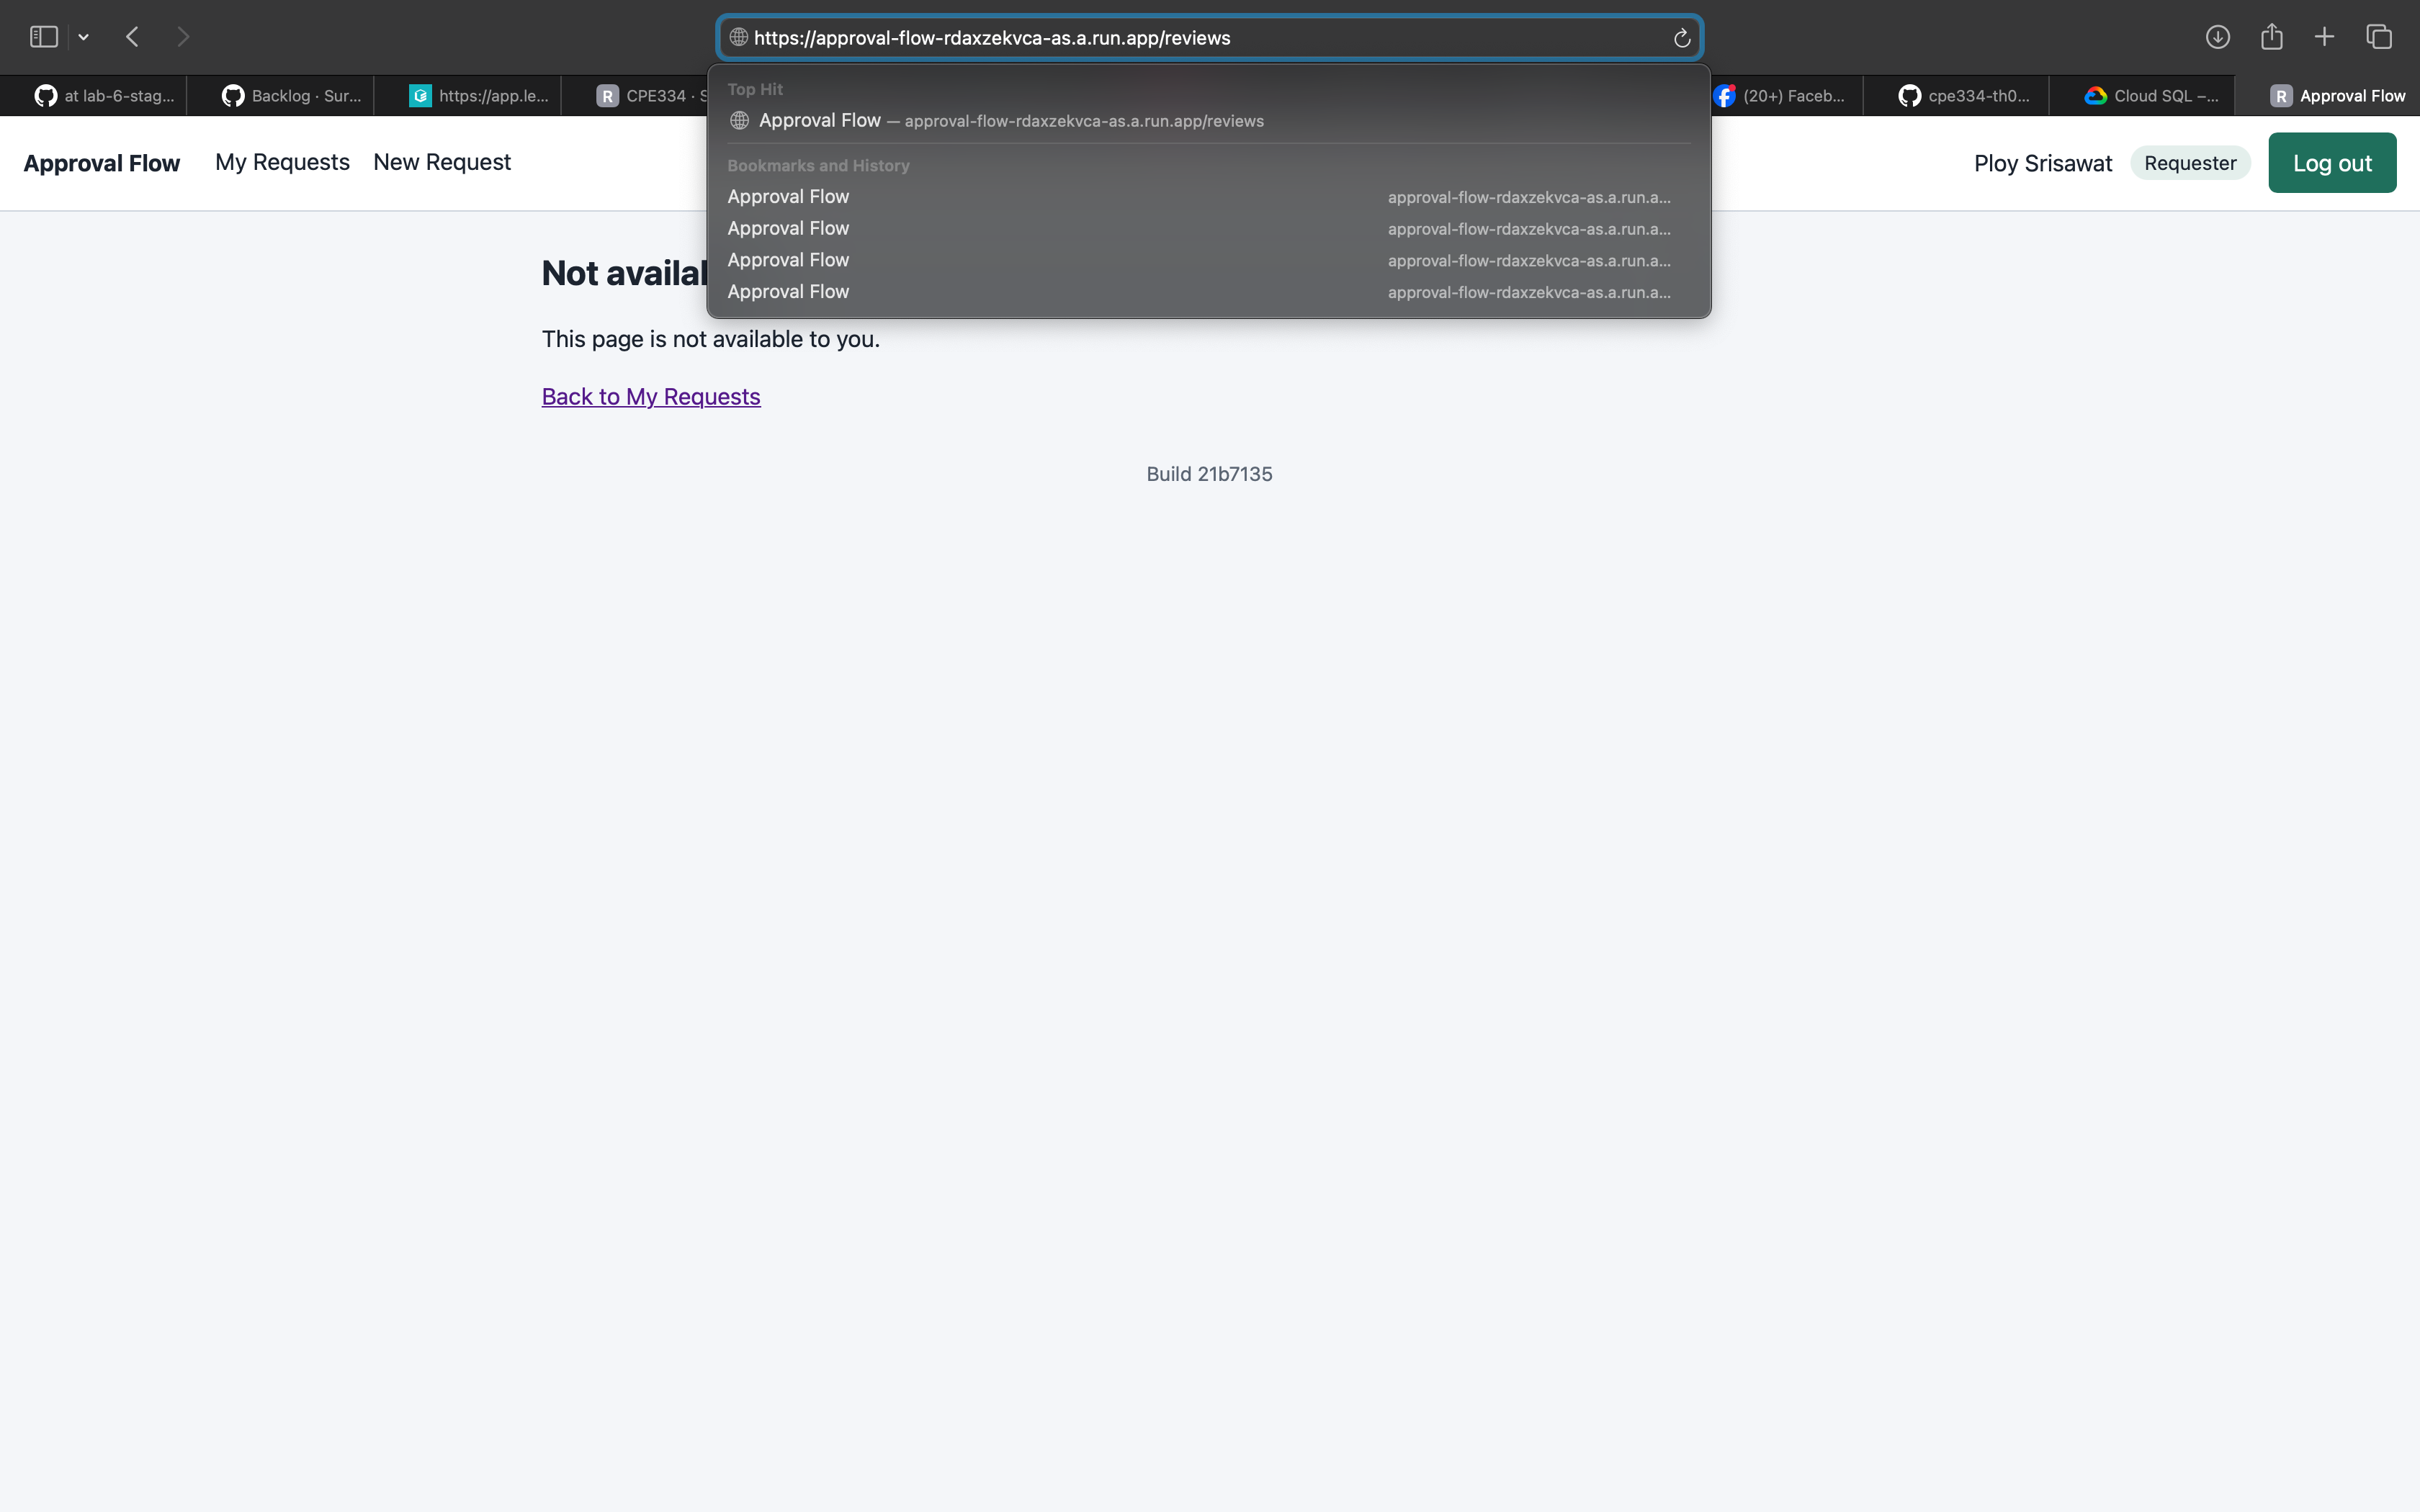 https://approval-flow-rdaxzekvca-as.a.run.app/reviews
at lab-6-stag...
Backlog · Sur...
https://app.le...
R CPE334 · S
(20+) Faceb...
cpe334-th0...
Cloud SQL –...
R Approval Flow
Top Hit
Approval Flow — approval-flow-rdaxzekvca-as.a.run.app/reviews
Bookmarks and History
Approval Flow approval-flow-rdaxzekvca-as.a.run.a...
Approval Flow approval-flow-rdaxzekvca-as.a.run.a...
Approval Flow approval-flow-rdaxzekvca-as.a.run.a...
Approval Flow approval-flow-rdaxzekvca-as.a.run.a...
Approval Flow My Requests New Request
Ploy Srisawat Requester Log out
Not availal
This page is not available to you.
Back to My Requests
Build 21b7135